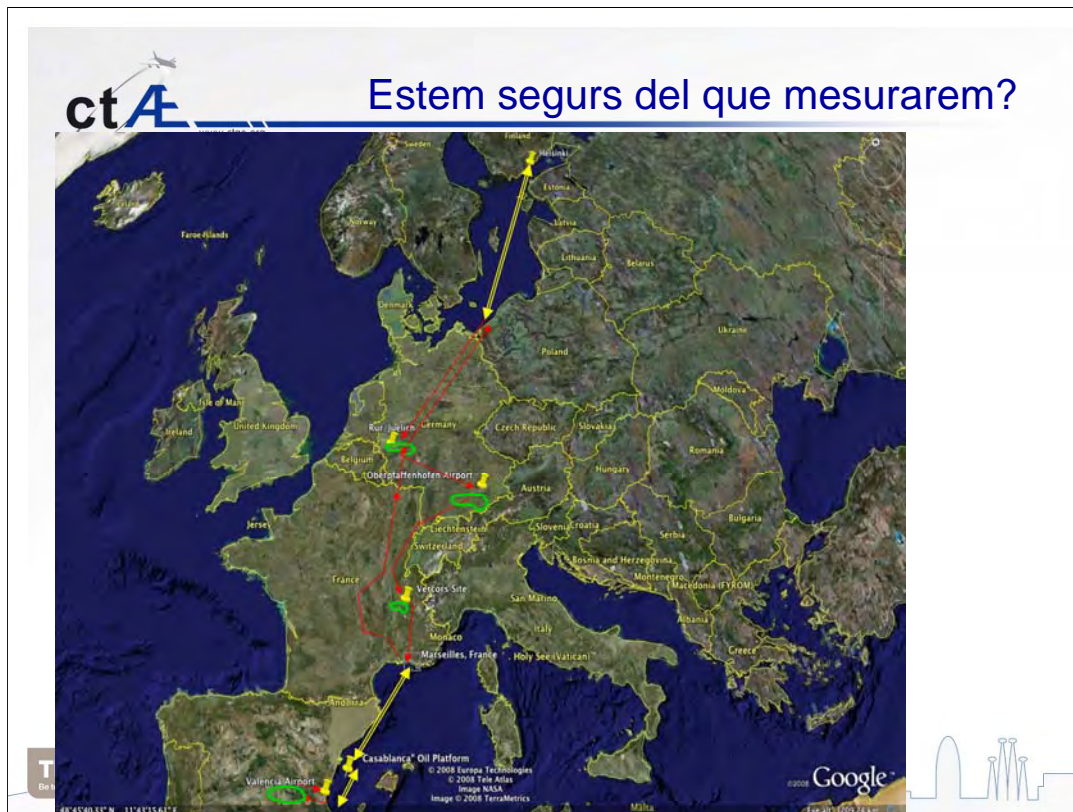 ctÆ
Estem segurs del que mesurarem?
Finland
Sweden
Helsinki
Estonia
Norway
Latvia
Faroe Islands
Lithuania
Belarus
Denmark
Ukraine
Poland
Isle of Man
Moldova
Ireland
United Kingdom
Rur-Juelich
Germany
Czech Republic
Slovakia
Belgium
Romania
Oberpfaffenhofen Airport
Hungary
Austria
Jersey
Liechtenstein
Slovenia
Croatia
Bulgaria
Switzerland
Serbia
Bosnia and Herzegovina
Montenegro
Macedonia (FYROM)
France
Vercors Site
San Marino
Albania
Monaco
Italy
Greece
Marseilles, France
Holy See (Vatican)
Andorra
Casablanca" Oil Platform
© 2008 Europa Technologies
© 2008 Tele Atlas
Image NASA
Image © 2008 TerraMetrics
Valencia Airport
©2008 Google
Malta